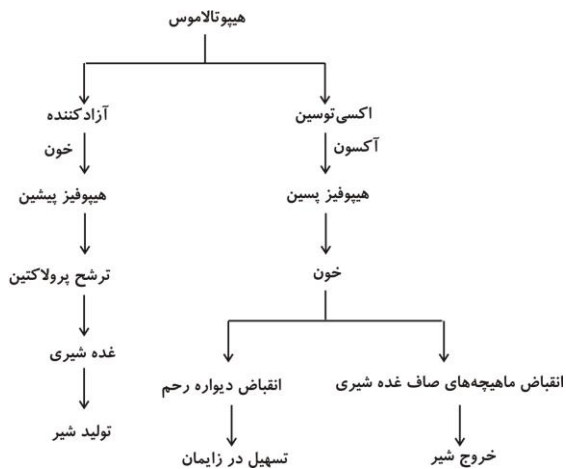 هیپوتالاموس
اکسی‌توسین
آزادکننده
آکسون
خون
هیپوفیز پسین
هیپوفیز پیشین
خون
ترشح پرولاکتین
غده شیری
انقباض ماهیچه‌های صاف غده شیری
انقباض دیواره رحم
تولید شیر
خروج شیر
تسهیل در زایمان